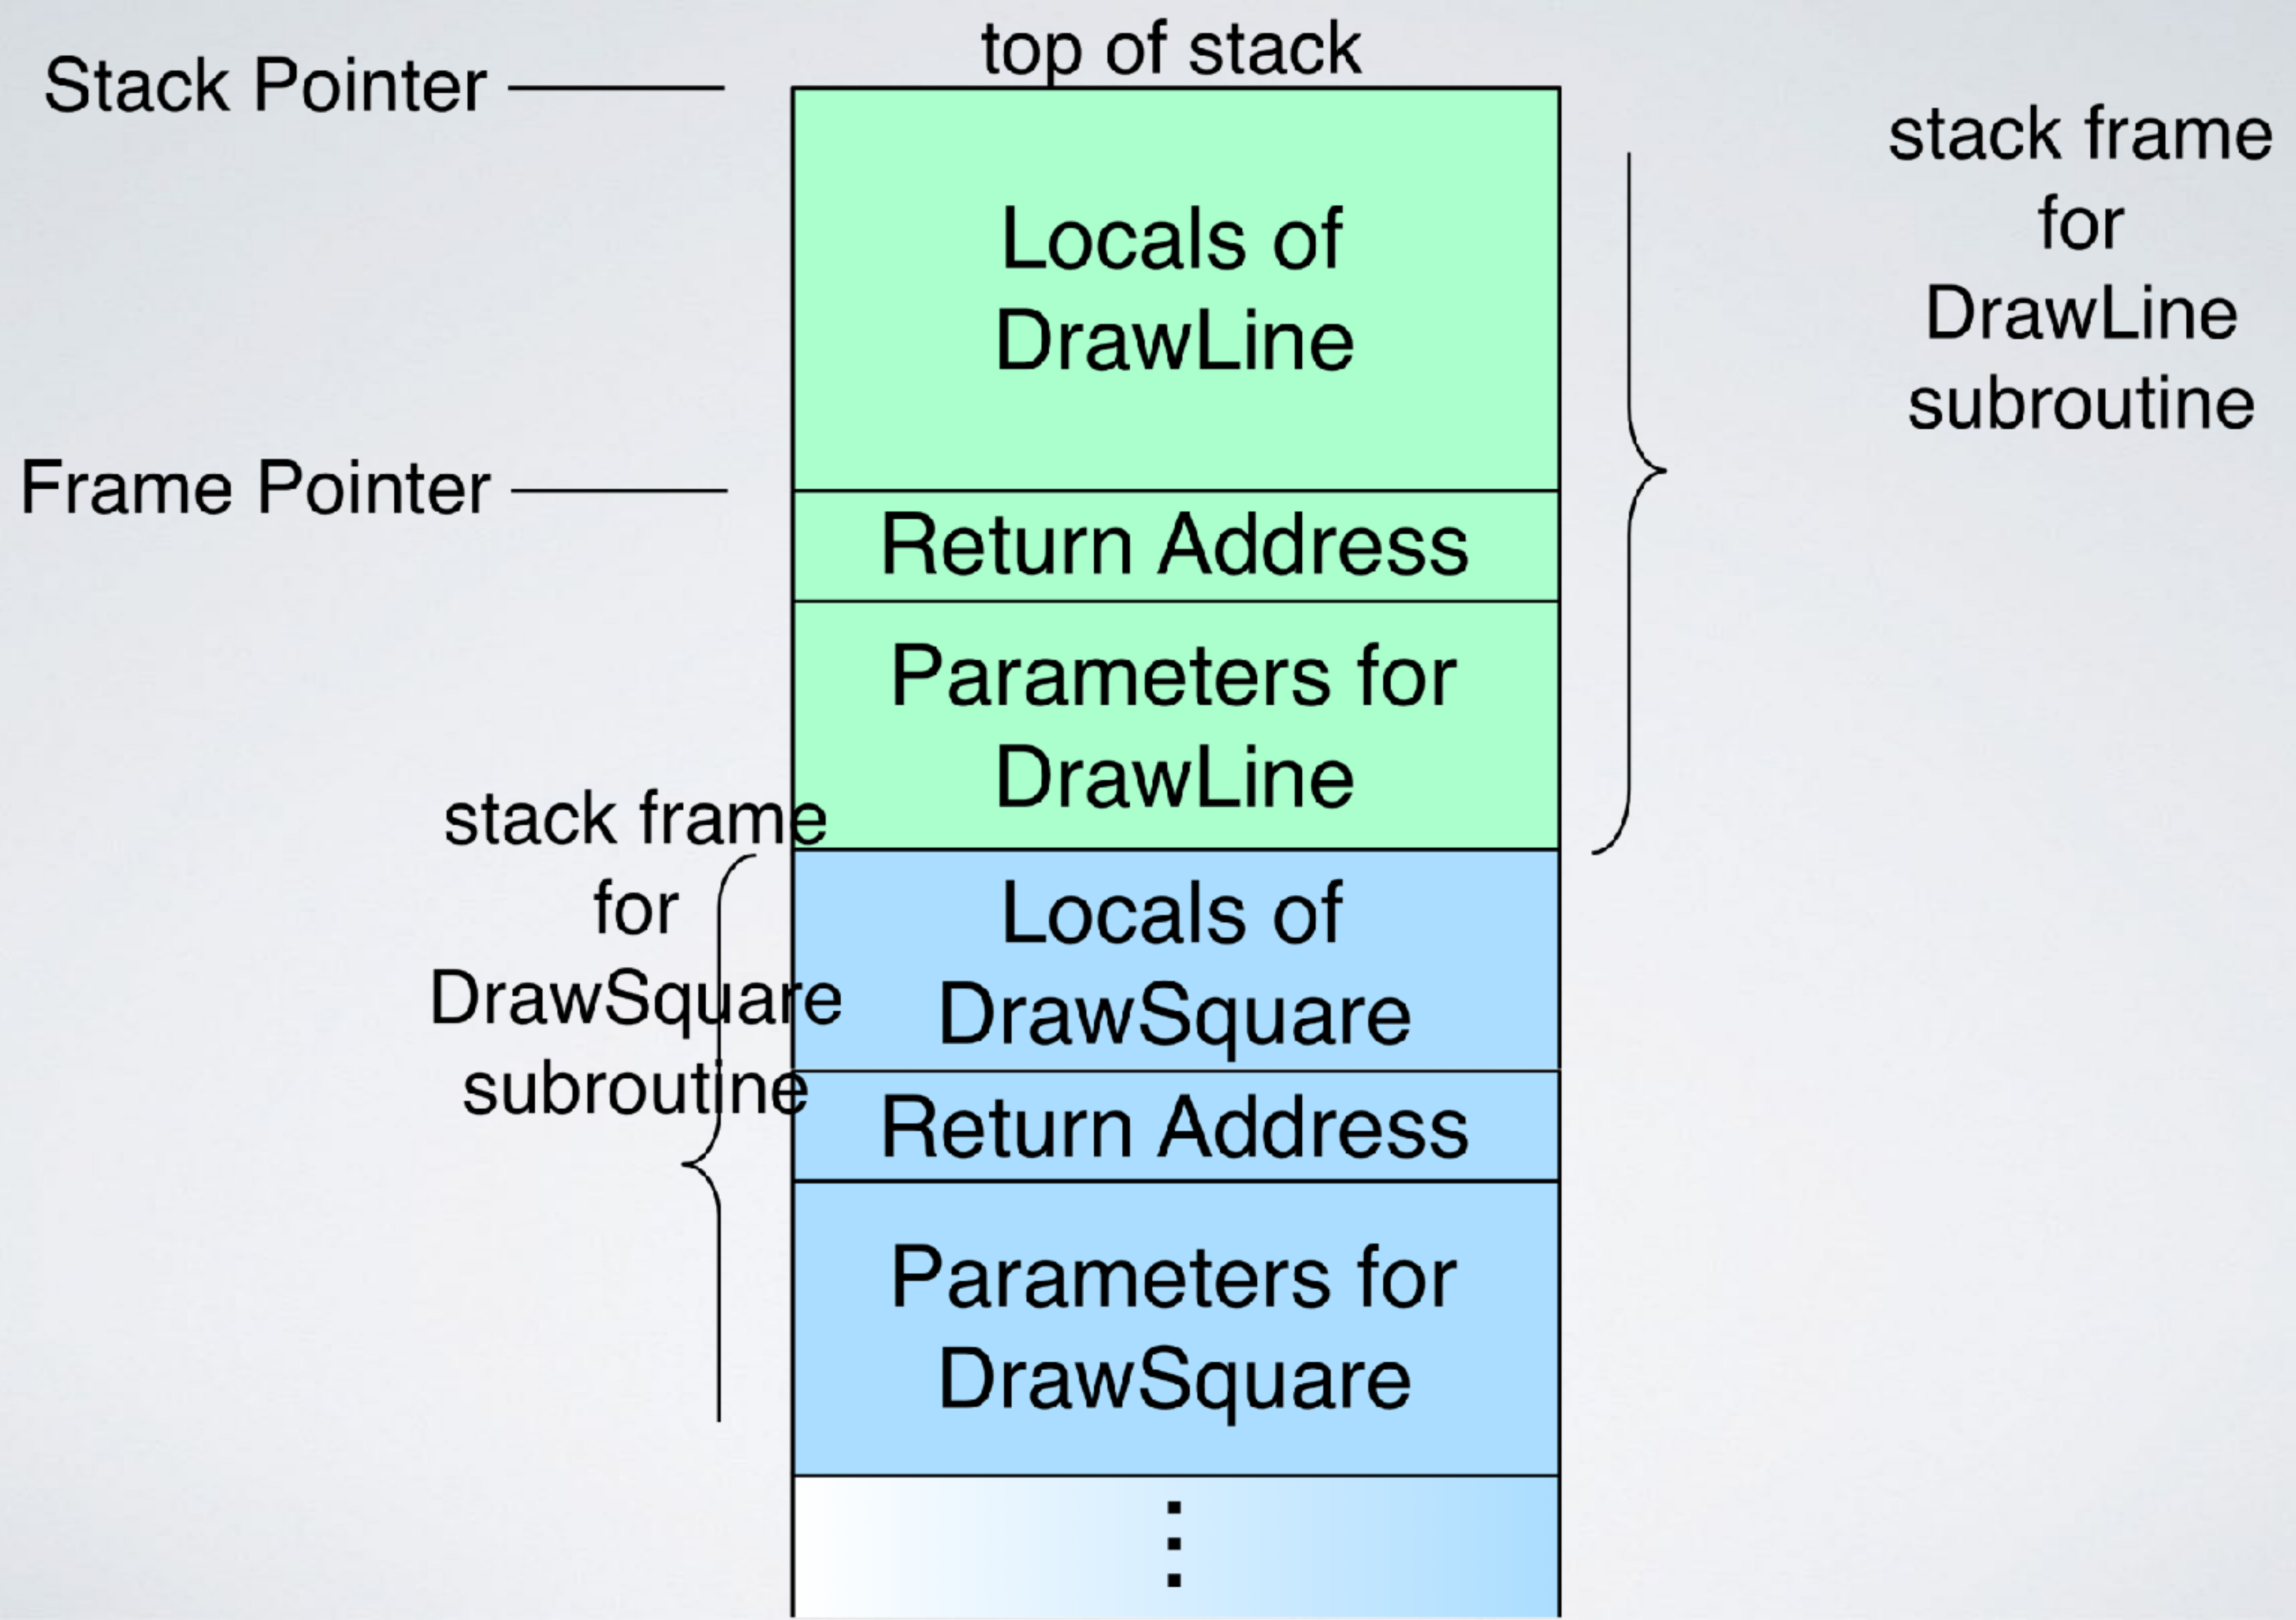 top of stack
Stack Pointer
stack frame
for
DrawLine
subroutine
Locals of
DrawLine
Frame Pointer
Return Address
Parameters for
DrawLine
stack frame
for
DrawSquare
subroutine
Locals of
DrawSquare
Return Address
Parameters for
DrawSquare